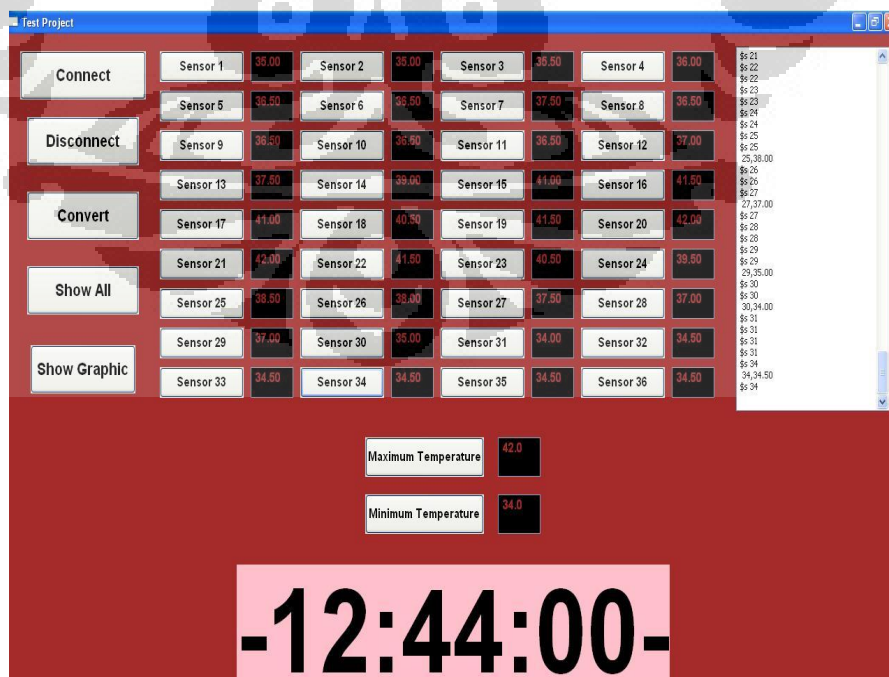 Test Project
Connect
Disconnect
Convert
Show All
Show Graphic
Sensor 1 35.00 Sensor 2 35.00 Sensor 3 35.50 Sensor 4 36.00
Sensor 5 36.50 Sensor 6 36.50 Sensor 7 37.50 Sensor 8 36.50
Sensor 9 36.50 Sensor 10 36.50 Sensor 11 36.50 Sensor 12 37.00
Sensor 13 37.50 Sensor 14 39.00 Sensor 15 41.00 Sensor 16 41.50
Sensor 17 41.00 Sensor 18 40.50 Sensor 19 41.50 Sensor 20 42.00
Sensor 21 42.00 Sensor 22 41.50 Sensor 23 40.50 Sensor 24 39.50
Sensor 25 38.50 Sensor 26 38.00 Sensor 27 37.50 Sensor 28 37.00
Sensor 29 37.00 Sensor 30 35.00 Sensor 31 34.00 Sensor 32 34.50
Sensor 33 34.50 Sensor 34 34.50 Sensor 35 34.50 Sensor 36 34.50
$s 21
$s 22
$s 22
$s 23
$s 23
$s 24
$s 24
$s 25
$s 25
25,38.00
$s 26
$s 26
$s 27
27,37.00
$s 27
$s 28
$s 28
$s 29
$s 29
29,35.00
$s 30
$s 30
30,34.00
$s 31
$s 31
$s 31
$s 31
$s 34
34,34.50
$s 34
Maximum Temperature 42.0
Minimum Temperature 34.0
-12:44:00-